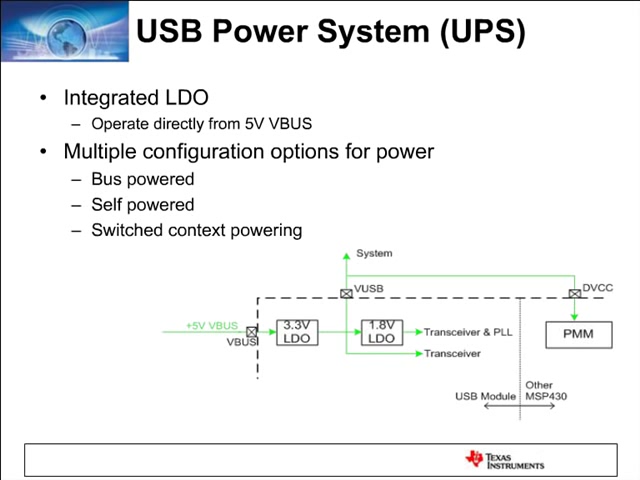 USB Power System (UPS)
• Integrated LDO
– Operate directly from 5V VBUS
• Multiple configuration options for power
– Bus powered
– Self powered
– Switched context powering
System
VUSB
DVCC
+5V VBUS
VBUS
3.3V
LDO
1.8V
LDO
Transceiver & PLL
Transceiver
PMM
USB Module
Other
MSP430
TEXAS
INSTRUMENTS